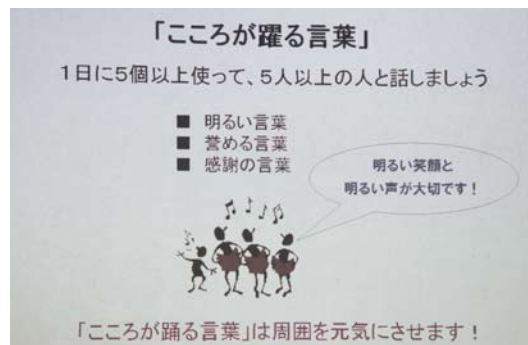 「こころが躍る言葉」
1日に5個以上使って、5人以上の人と話しましょう
■ 明るい言葉
■ 誉める言葉
■ 感謝の言葉
明るい笑顔と
明るい声が大切です！
「こころが踊る言葉」は周囲を元気にさせます！